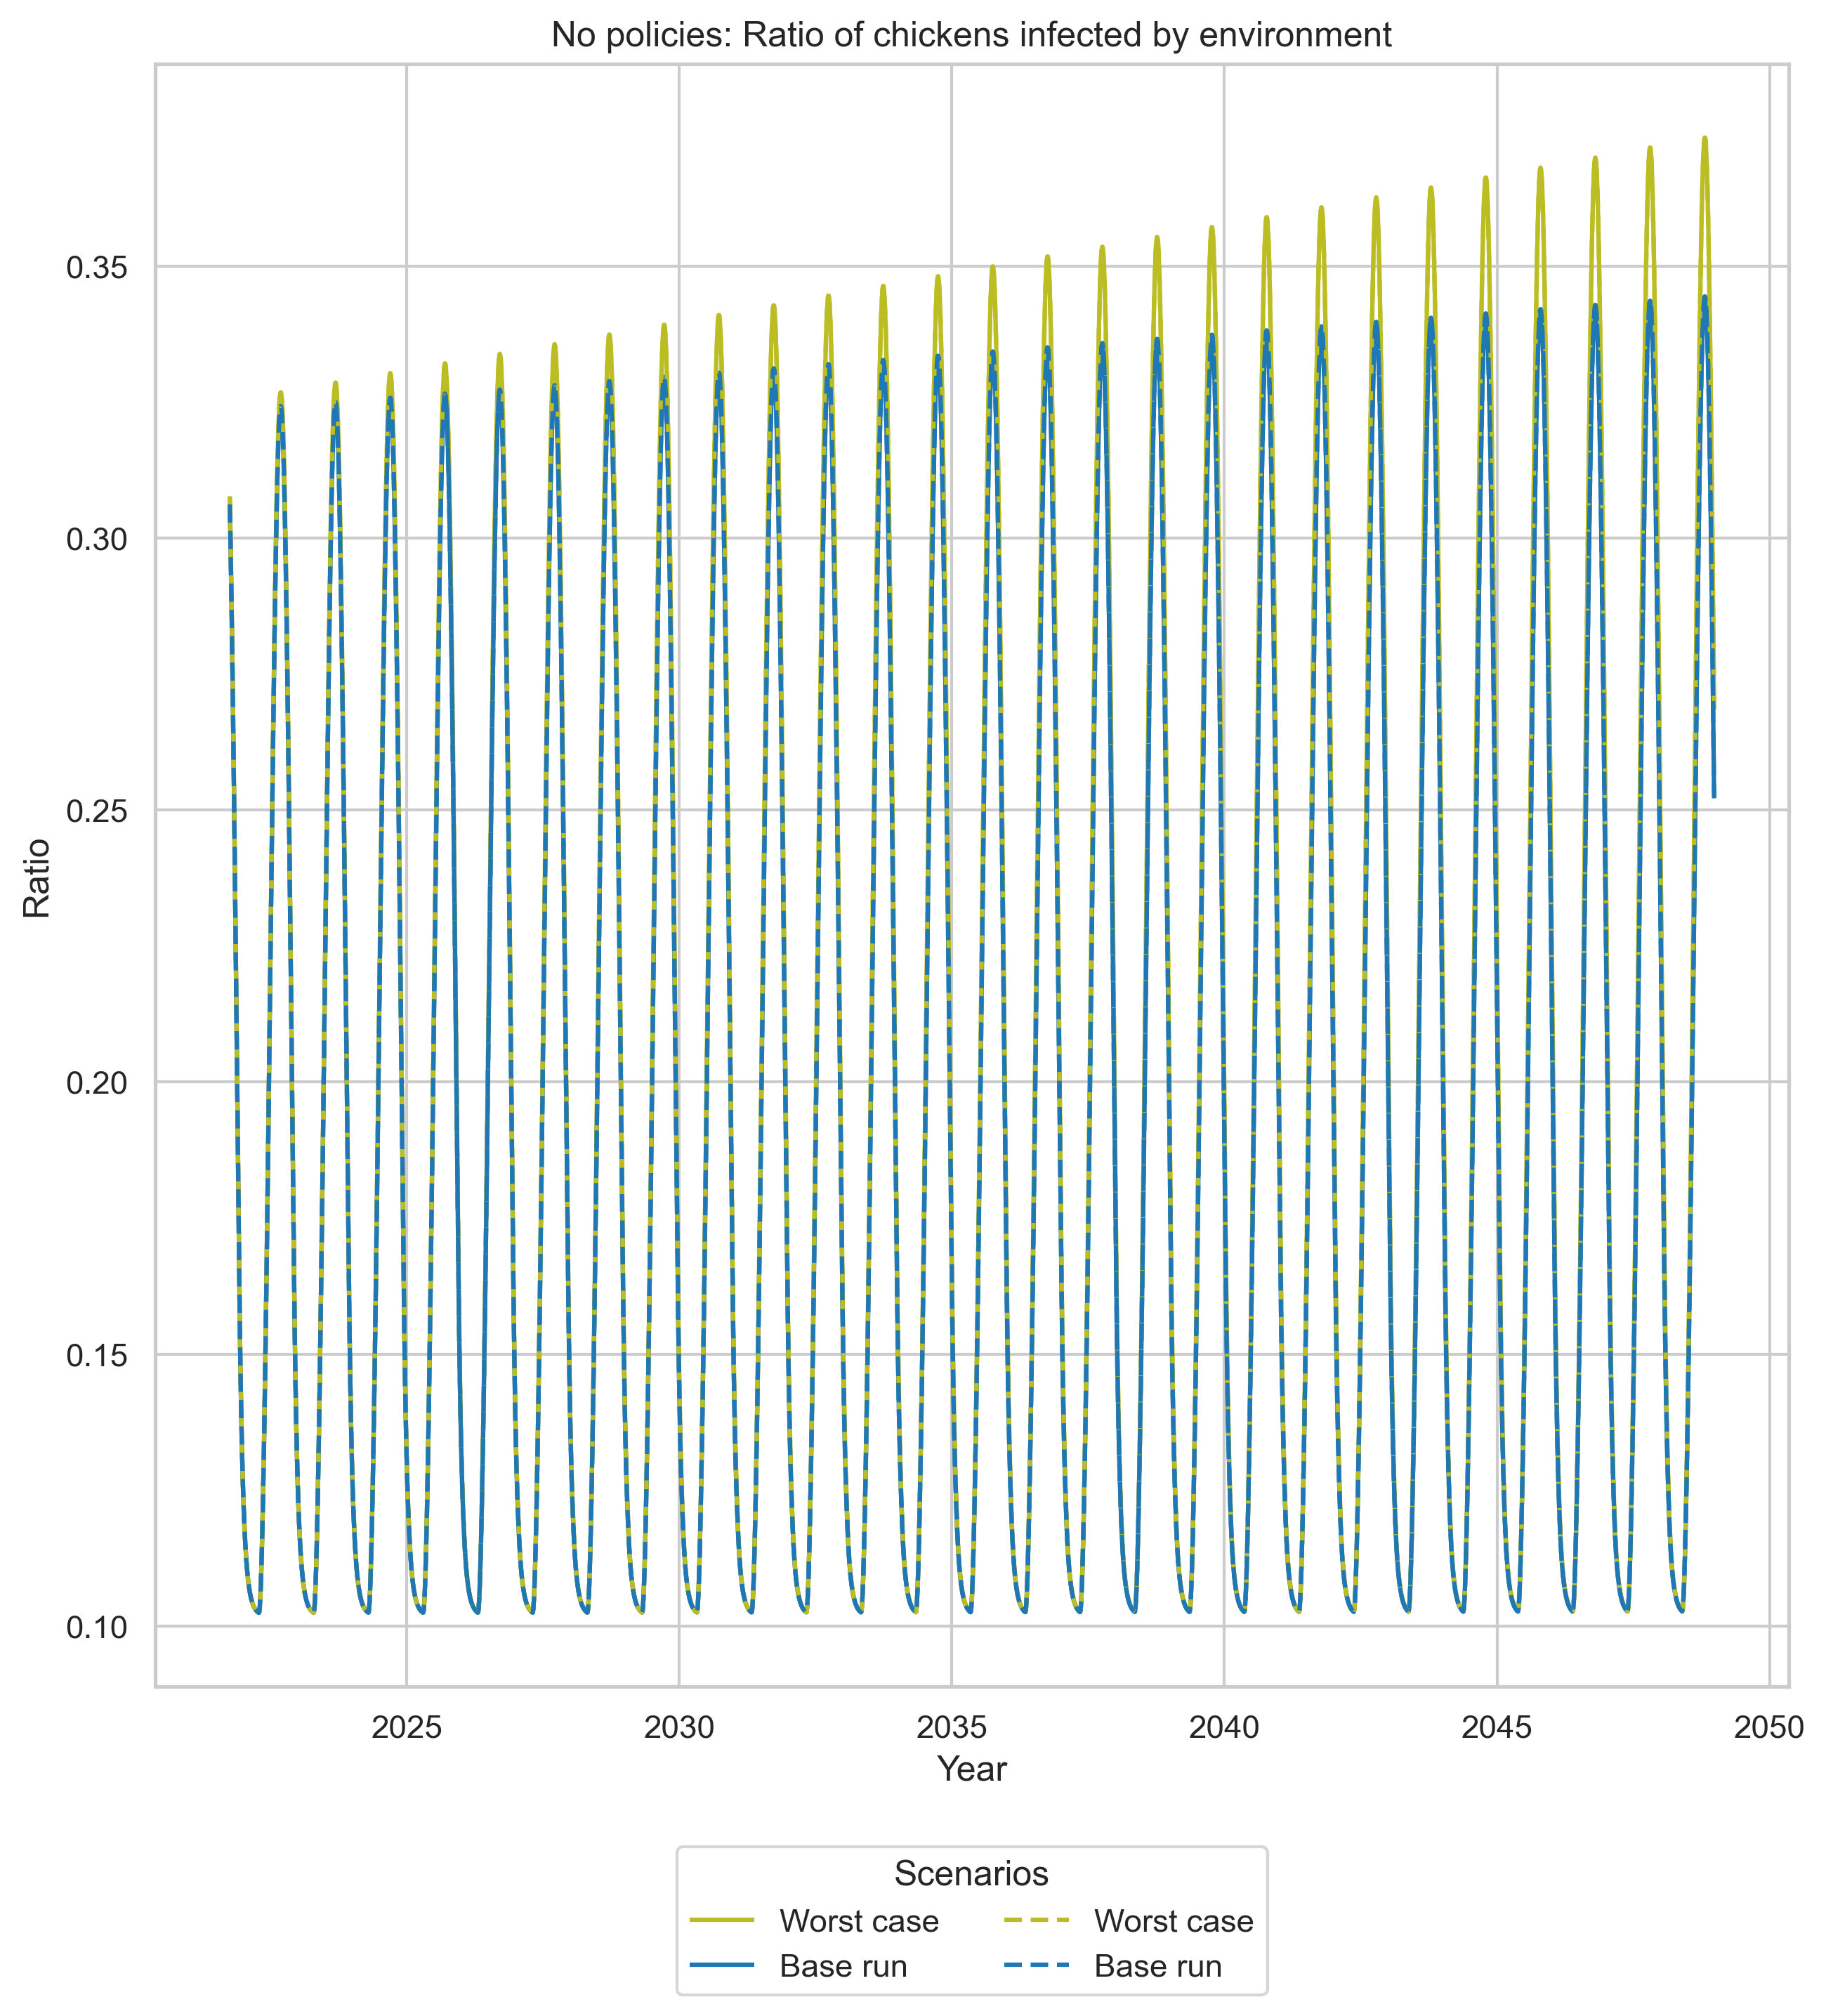 No policies: Ratio of chickens infected by environment
0.35
0.30
0.25
0.20
0.15
0.10
Ratio
2025 2030 2035 2040 2045 2050
Year
Scenarios
Worst case Worst case
Base run Base run